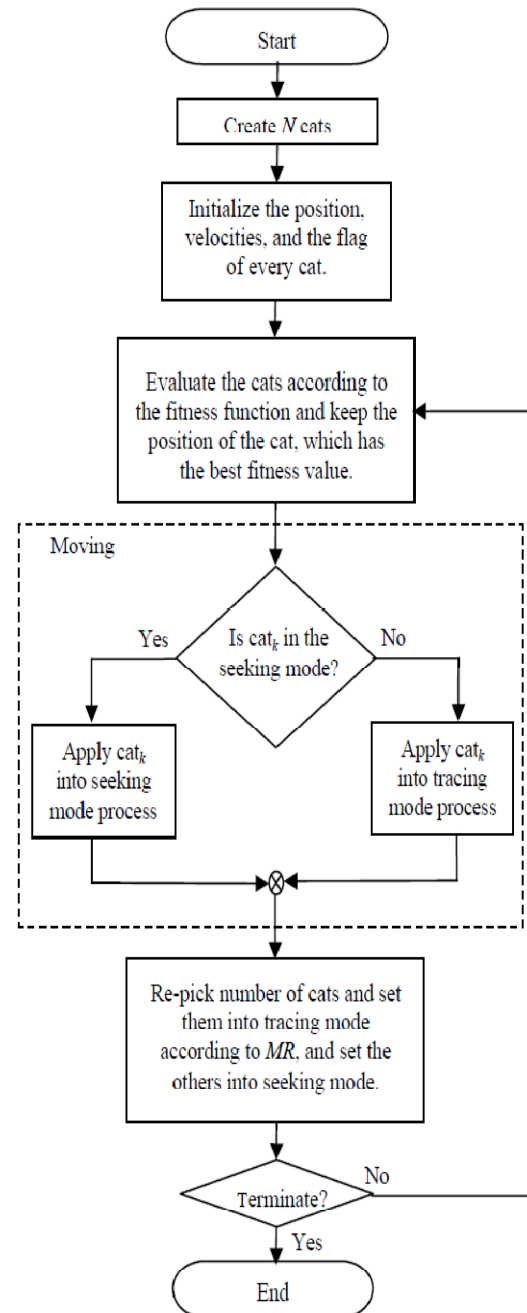 Start
Create N cats
Initialize the position,
velocities, and the flag
of every cat.
Evaluate the cats according to
the fitness function and keep the
position of the cat, which has
the best fitness value.
Moving
Yes
Is catk in the
seeking mode?
No
Apply catk
into seeking
mode process
Apply catk
into tracing
mode process
Re-pick number of cats and set
them into tracing mode
according to MR, and set the
others into seeking mode.
Terminate?
No
Yes
End